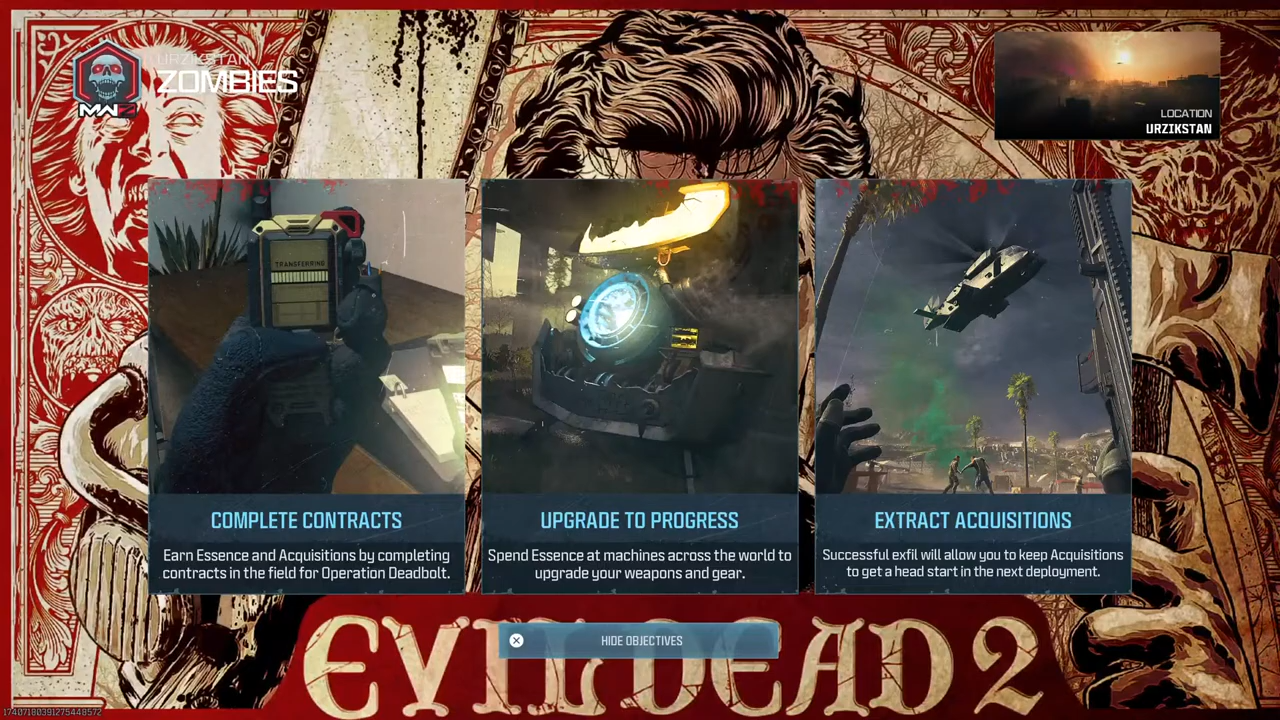 URZIKSTAN
ZOMBIES
MWZ
LOCATION
URZIKSTAN
TRANSFERRING
COMPLETE CONTRACTS
Earn Essence and Acquisitions by completing
contracts in the field for Operation Deadbolt.
UPGRADE TO PROGRESS
Spend Essence at machines across the world to
upgrade your weapons and gear.
EXTRACT ACQUISITIONS
Successful exfil will allow you to keep Acquisitions
to get a head start in the next deployment.
HIDE OBJECTIVES
EVIL DEAD 2
17407180391275448572